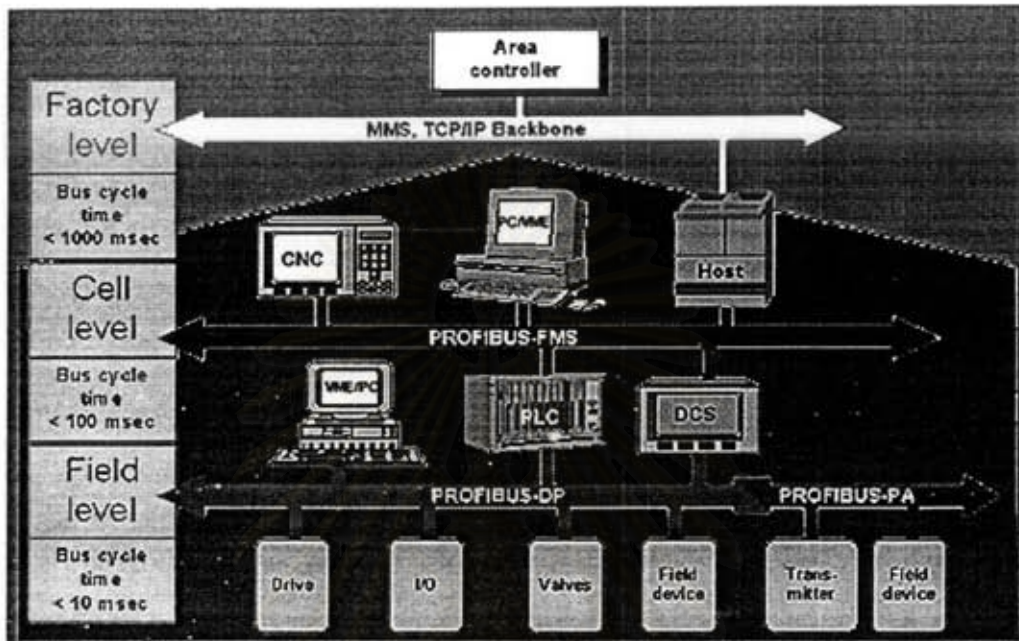 Area
controller
Factory
level
MMS, TCP/IP Backbone
Bus cycle
time
< 1000 msec
CNC
PC/VME
Host
Cell
level
PROFIBUS-FMS
Bus cycle
time
< 100 msec
VME/PC
PLC
DCS
Field
level
PROFIBUS-DP
PROFIBUS-PA
Bus cycle
time
< 10 msec
Drive
I/O
Valves
Field
device
Trans-
mitter
Field
device